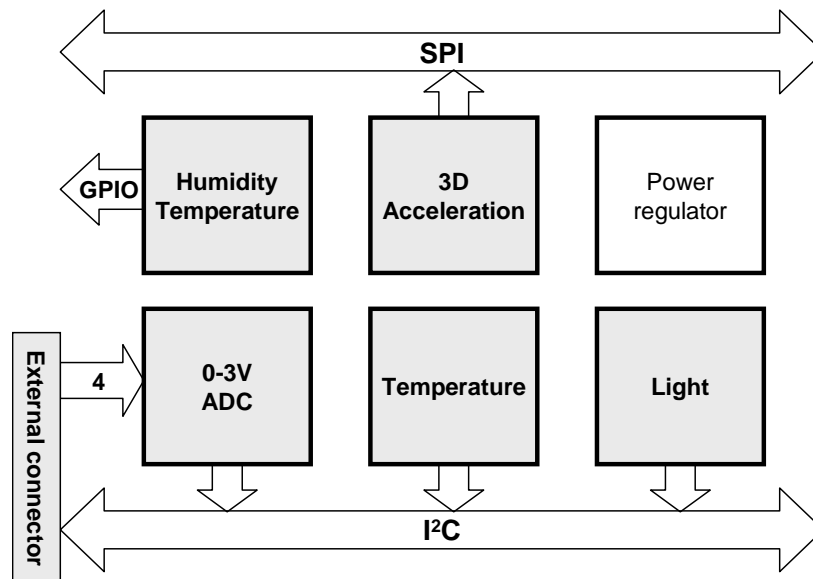 SPI
GPIO
Humidity
Temperature
3D
Acceleration
Power
regulator
External connector
4
0-3V
ADC
Temperature
Light
I²C